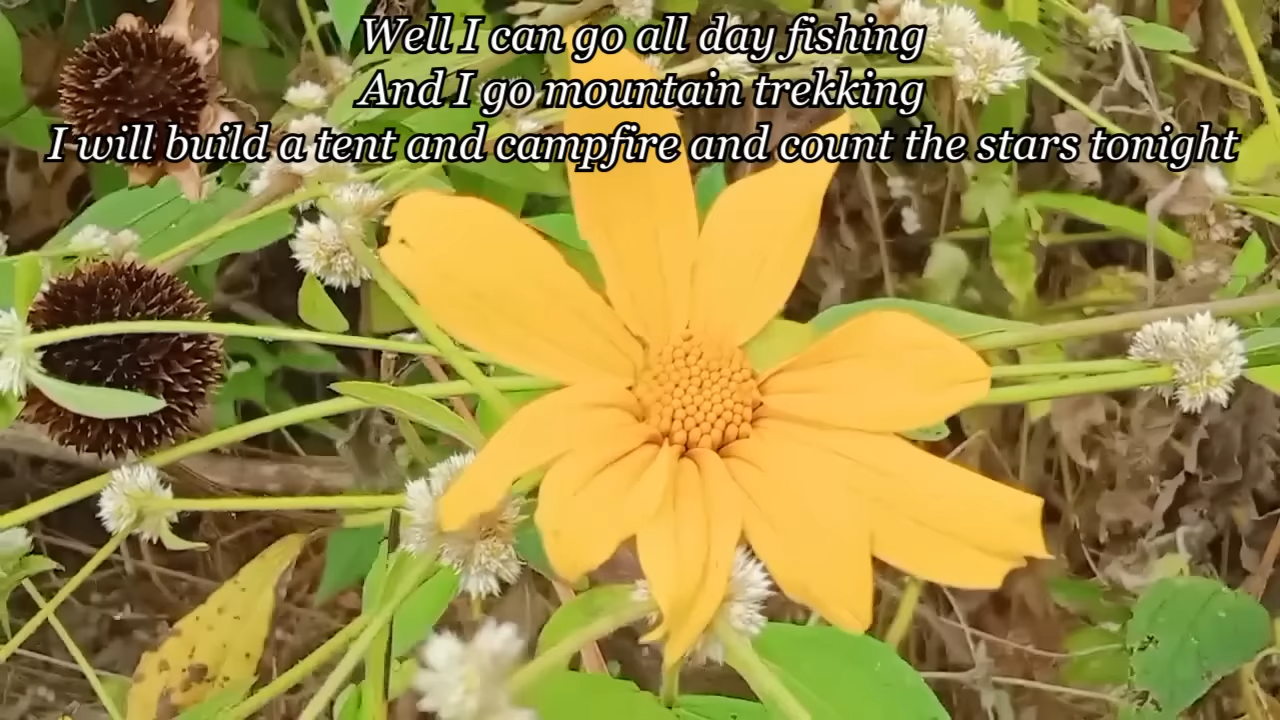 Well I can go all day fishing
And I go mountain trekking
I will build a tent and campfire and count the stars tonight